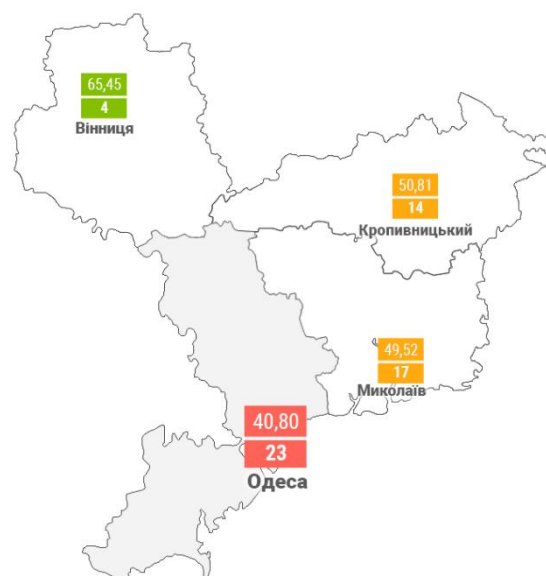 65,45
4
Вінниця
50,81
14
Кропивницький
49,52
17
Миколаїв
40,80
23
Одеса